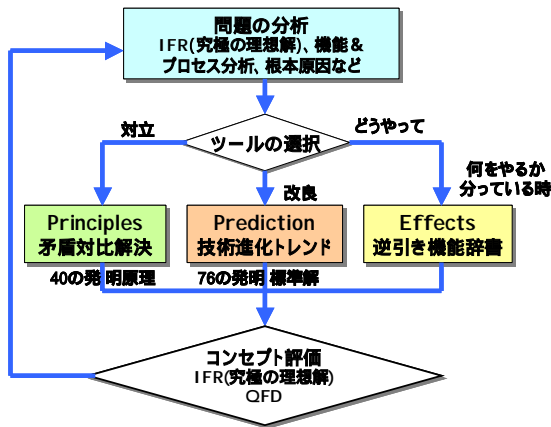 問題の分析
IFR(究極の理想解)、機能＆
プロセス分析、根本原因など
対立
ツールの選択
どうやって
改良
何をやるか
分っている時
Principles
矛盾対比解決
Prediction
技術進化トレンド
Effects
逆引き機能辞書
40の発明原理
76の発明標準解
コンセプト評価
IFR(究極の理想解)
QFD